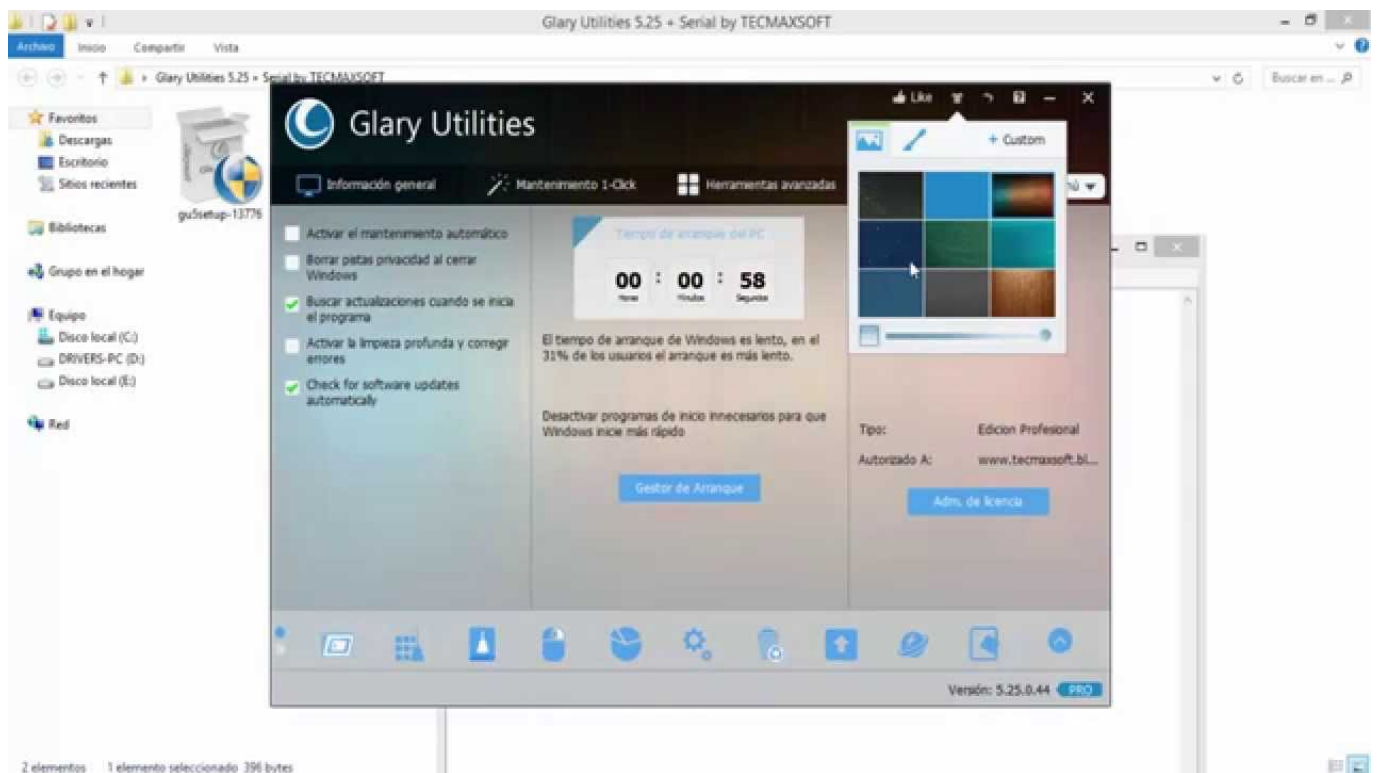 Glary Utilities 5.25 + Serial by TECMAXSOFT
Archivo Inicio Compartir Vista
Glary Utilities 5.25 + Serial by TECMAXSOFT
Buscar en ...
Favoritos
Descargas
Escritorio
Sitios recientes
Bibliotecas
Grupo en el hogar
Equipo
Disco local (C:)
DRIVERS-PC (D:)
Disco local (E:)
Red
gu5setup-13776
Glary Utilities
Like
+ Custom
Información general
Mantenimiento 1-Click
Herramientas avanzadas
Activar el mantenimiento automático
Borrar pistas privacidad al cerrar
Windows
Buscar actualizaciones cuando se inicia
el programa
Activar la limpieza profunda y corregir
errores
Check for software updates
automatically
Tiempo de arranque del PC
00 : 00 : 58
Horas Minutos Segundos
El tiempo de arranque de Windows es lento, en el
31% de los usuarios el arranque es más lento.
Desactivar programas de inicio innecesarios para que
Windows inicie más rápido
Gestor de Arranque
Tipo: Edicion Profesional
Autorizado A: www.tecmaxsoft.bl...
Adm. de licencia
Versión: 5.25.0.44 PRO
2 elementos 1 elemento seleccionado 396 bytes